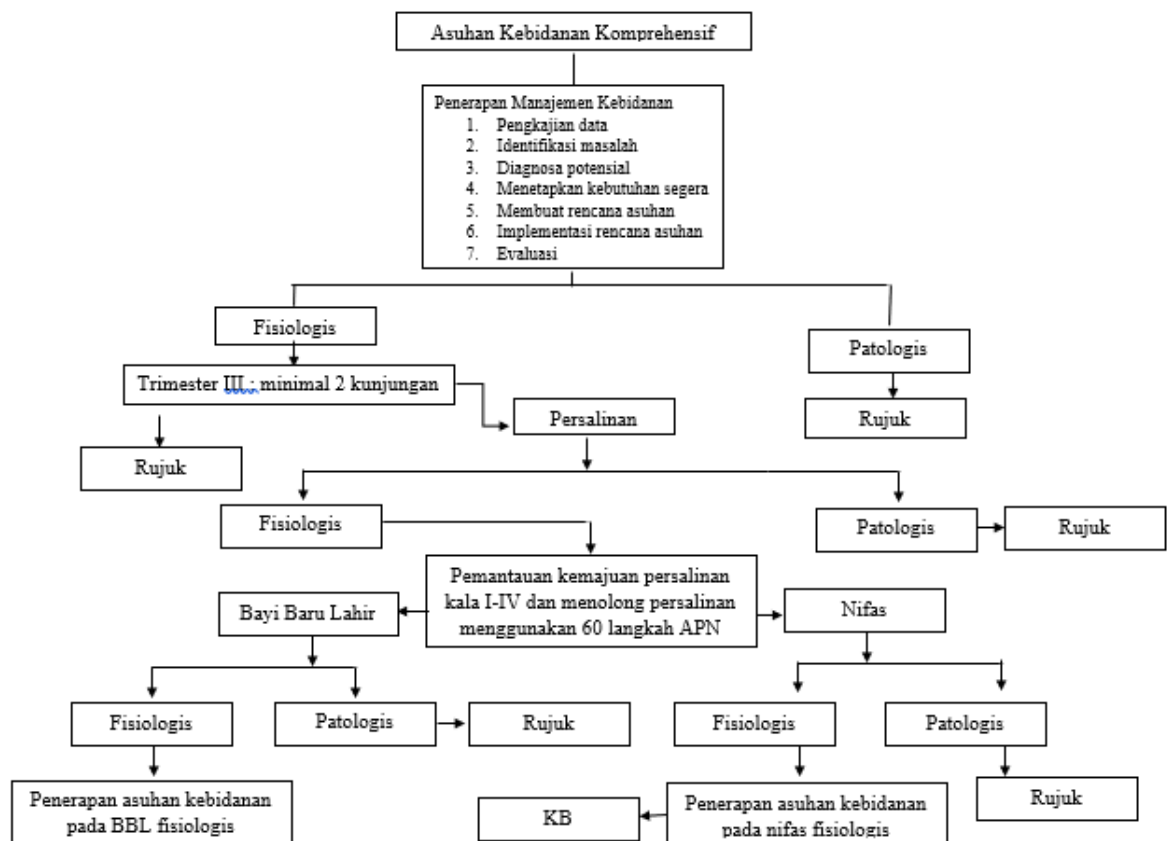 Asuhan Kebidanan Komprehensif
Penerapan Manajemen Kebidanan
1. Pengkajian data
2. Identifikasi masalah
3. Diagnosa potensial
4. Menetapkan kebutuhan segera
5. Membuat rencana asuhan
6. Implementasi rencana asuhan
7. Evaluasi
Fisiologis
Patologis
Trimester III : minimal 2 kunjungan
Rujuk
Persalinan
Rujuk
Fisiologis
Patologis
Rujuk
Pemantauan kemajuan persalinan
kala I-IV dan menolong persalinan
menggunakan 60 langkah APN
Bayi Baru Lahir
Nifas
Fisiologis
Patologis
Rujuk
Fisiologis
Patologis
Penerapan asuhan kebidanan
pada BBL fisiologis
KB
Penerapan asuhan kebidanan
pada nifas fisiologis
Rujuk